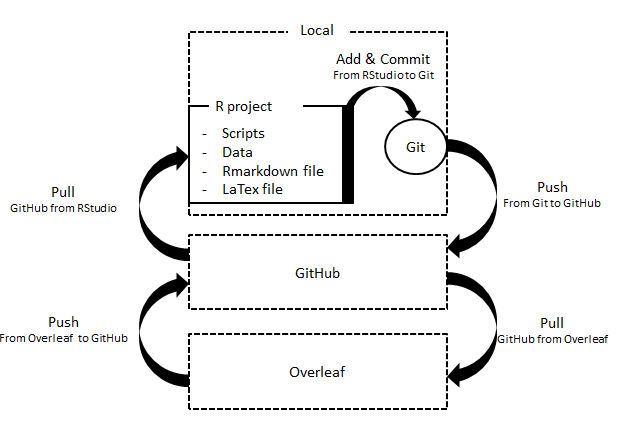 Local
Add & Commit
From RStudio to Git
R project
- Scripts
- Data
- Rmarkdown file
- LaTex file
Git
Pull
GitHub from RStudio
Push
From Git to GitHub
GitHub
Push
From Overleaf to GitHub
Pull
GitHub from Overleaf
Overleaf